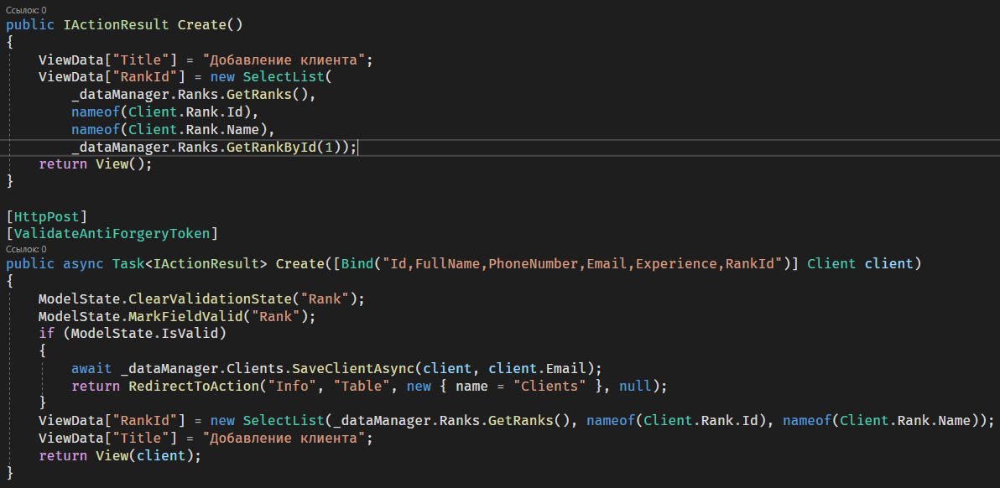 Ссылок: 0
public IActionResult Create()
{
    ViewData["Title"] = "Добавление клиента";
    ViewData["RankId"] = new SelectList(
        _dataManager.Ranks.GetRanks(),
        nameof(Client.Rank.Id),
        nameof(Client.Rank.Name),
        _dataManager.Ranks.GetRankById(1));
    return View();
}

[HttpPost]
[ValidateAntiForgeryToken]
Ссылок: 0
public async Task<IActionResult> Create([Bind("Id,FullName,PhoneNumber,Email,Experience,RankId")] Client client)
{
    ModelState.ClearValidationState("Rank");
    ModelState.MarkFieldValid("Rank");
    if (ModelState.IsValid)
    {
        await _dataManager.Clients.SaveClientAsync(client, client.Email);
        return RedirectToAction("Info", "Table", new { name = "Clients" }, null);
    }
    ViewData["RankId"] = new SelectList(_dataManager.Ranks.GetRanks(), nameof(Client.Rank.Id), nameof(Client.Rank.Name));
    ViewData["Title"] = "Добавление клиента";
    return View(client);
}